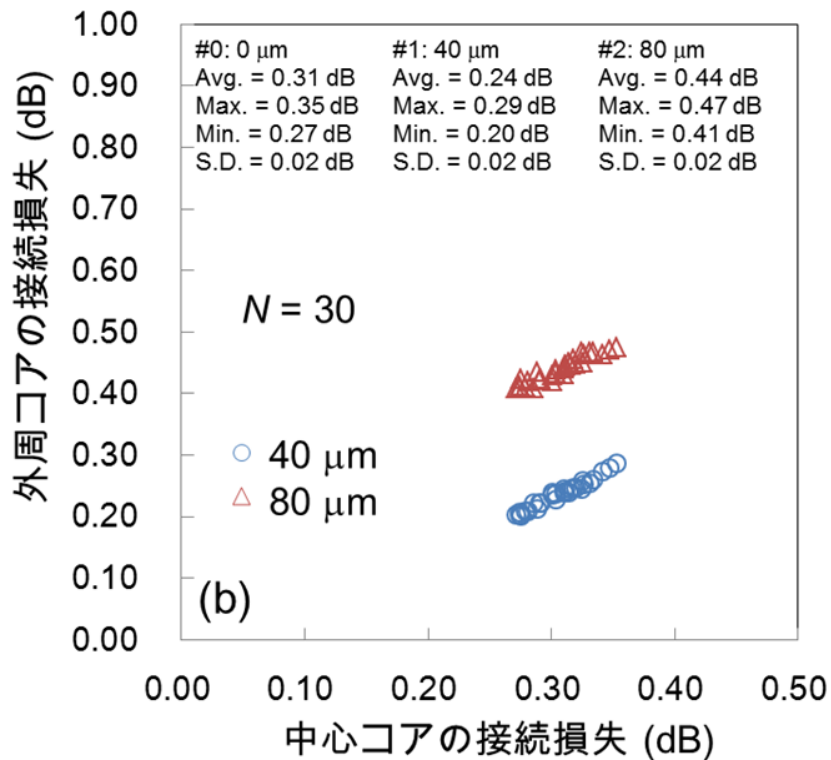 1.00
0.90
0.80
0.70
0.60
0.50
0.40
0.30
0.20
0.10
0.00
外周コアの接続損失 (dB)
#0: 0 μm
Avg. = 0.31 dB
Max. = 0.35 dB
Min. = 0.27 dB
S.D. = 0.02 dB
#1: 40 μm
Avg. = 0.24 dB
Max. = 0.29 dB
Min. = 0.20 dB
S.D. = 0.02 dB
#2: 80 μm
Avg. = 0.44 dB
Max. = 0.47 dB
Min. = 0.41 dB
S.D. = 0.02 dB
N = 30
40 μm
80 μm
(b)
0.00 0.10 0.20 0.30 0.40 0.50
中心コアの接続損失 (dB)